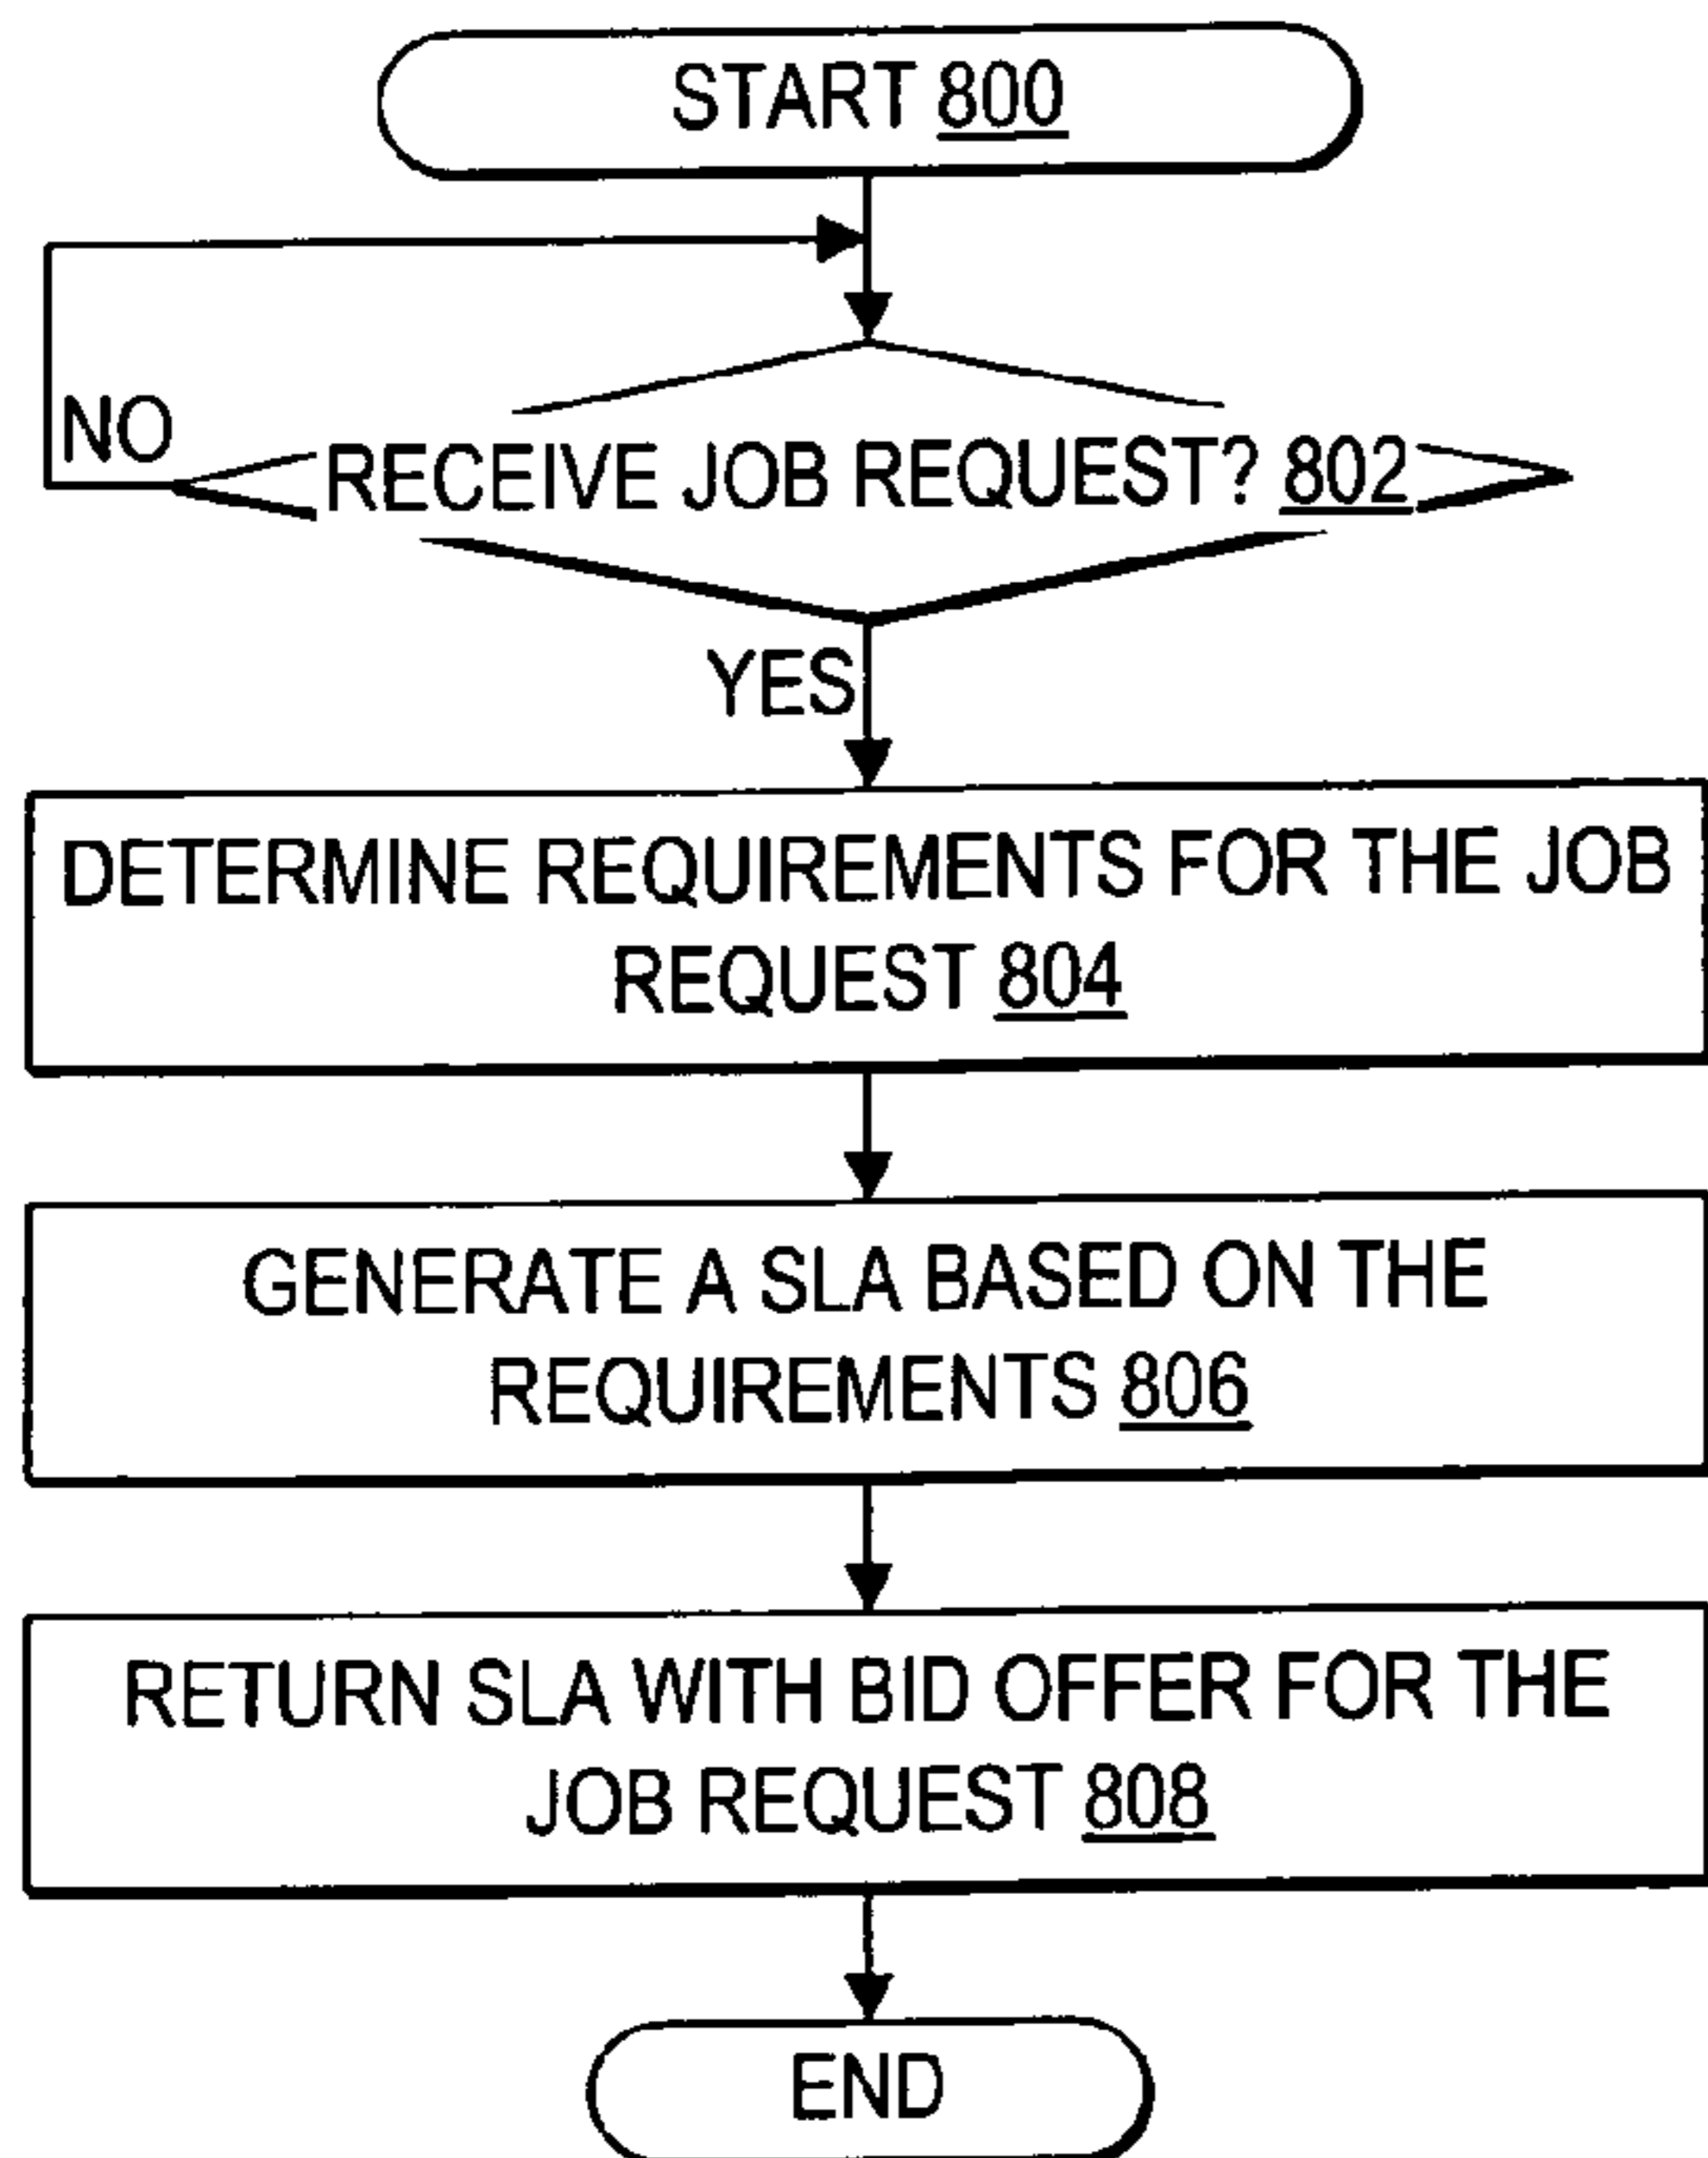 START 800
NO
RECEIVE JOB REQUEST? 802
YES
DETERMINE REQUIREMENTS FOR THE JOB
REQUEST 804
GENERATE A SLA BASED ON THE
REQUIREMENTS 806
RETURN SLA WITH BID OFFER FOR THE
JOB REQUEST 808
END